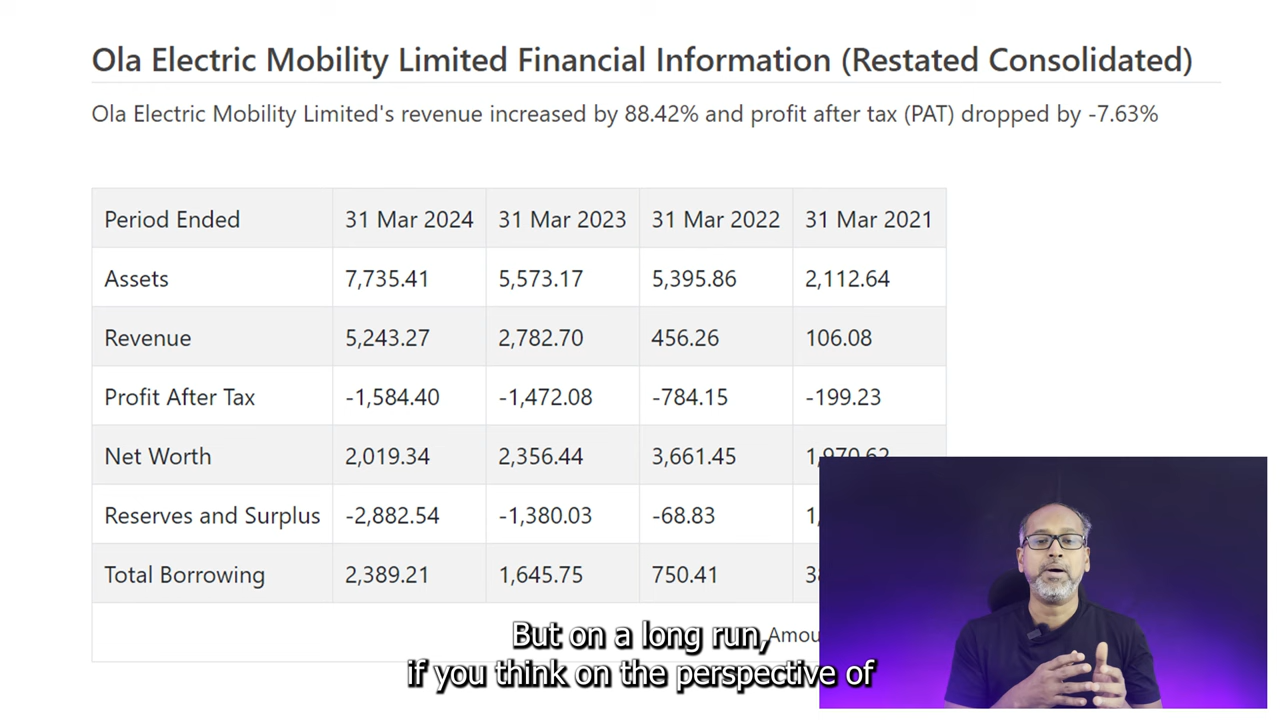 Ola Electric Mobility Limited Financial Information (Restated Consolidated)
Ola Electric Mobility Limited's revenue increased by 88.42% and profit after tax (PAT) dropped by -7.63%
Period Ended 31 Mar 2024 31 Mar 2023 31 Mar 2022 31 Mar 2021
Assets 7,735.41 5,573.17 5,395.86 2,112.64
Revenue 5,243.27 2,782.70 456.26 106.08
Profit After Tax -1,584.40 -1,472.08 -784.15 -199.23
Net Worth 2,019.34 2,356.44 3,661.45
Reserves and Surplus -2,882.54 -1,380.03 -68.83
Total Borrowing 2,389.21 1,645.75 750.41
But on a long run,
if you think on the perspective of